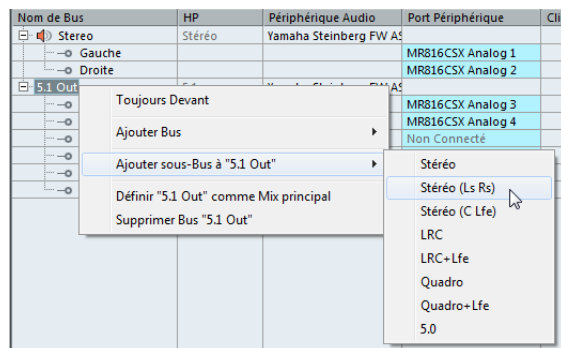 Nom de Bus HP Périphérique Audio Port Périphérique Cli
Stereo Stéréo Yamaha Steinberg FW AS
Gauche MR816CSX Analog 1
Droite MR816CSX Analog 2
5.1 Out
MR816CSX Analog 3
MR816CSX Analog 4
Non Connecté
Toujours Devant
Ajouter Bus
Ajouter sous-Bus à "5.1 Out"
Définir "5.1 Out" comme Mix principal
Supprimer Bus "5.1 Out"
Stéréo
Stéréo (Ls Rs)
Stéréo (C Lfe)
LRC
LRC+Lfe
Quadro
Quadro+Lfe
5.0